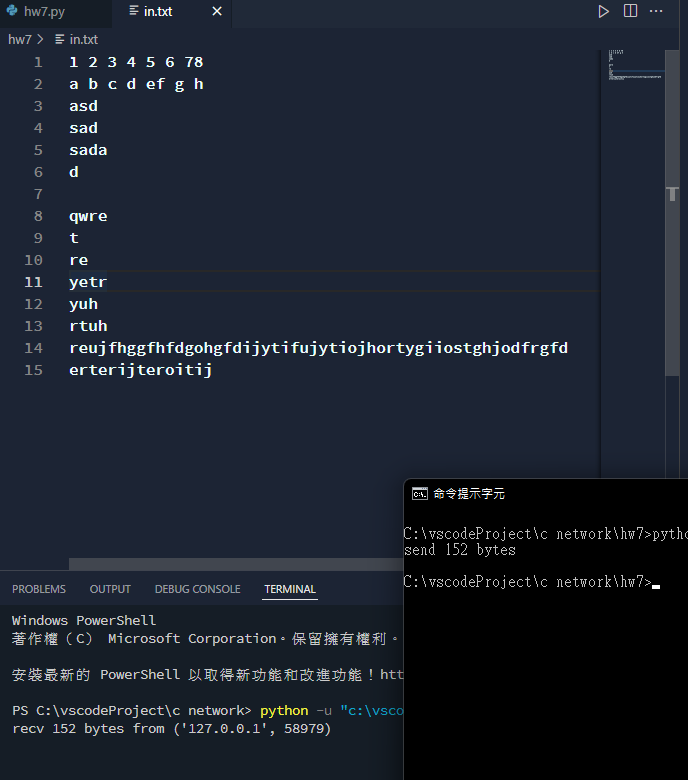 hw7.py
in.txt
hw7 > in.txt
1 1 2 3 4 5 6 78
2 a b c d ef g h
3 asd
4 sad
5 sada
6 d
7
8 qwre
9 t
10 re
11 yetr
12 yuh
13 rtuh
14 reujfhggfhfdgohgfdijytifujytiojhortygiiostghjodfrgfd
15 erterijteroitij
命令提示字元
C:\vscodeProject\c network\hw7>pytho
send 152 bytes
C:\vscodeProject\c network\hw7>
PROBLEMS OUTPUT DEBUG CONSOLE TERMINAL
Windows PowerShell
著作權（C） Microsoft Corporation。保留擁有權利。
安裝最新的 PowerShell 以取得新功能和改進功能！htt
PS C:\vscodeProject\c network> python -u "c:\vsco
recv 152 bytes from ('127.0.0.1', 58979)